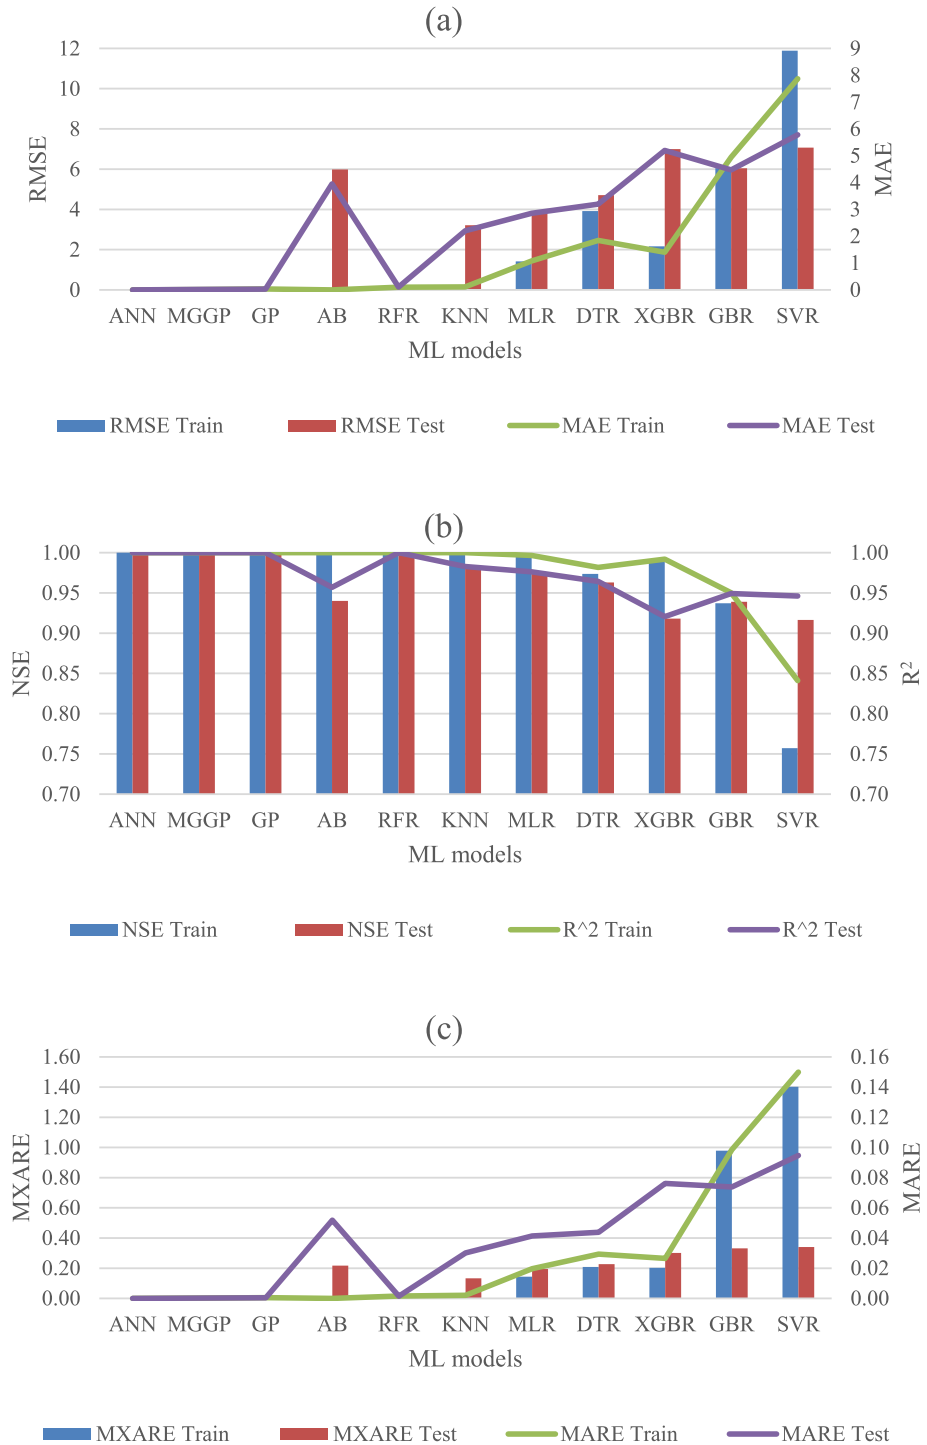 (a)
12 9
10 8
8 7
6 6
4 5
2 4
0 3
2
1
0
RMSE
MAE
ANN MGGP GP AB RFR KNN MLR DTR XGBR GBR SVR
ML models
RMSE Train RMSE Test MAE Train MAE Test
(b)
1.00 1.00
0.95 0.95
0.90 0.90
0.85 0.85
0.80 0.80
0.75 0.75
0.70 0.70
NSE
R²
ANN MGGP GP AB RFR KNN MLR DTR XGBR GBR SVR
ML models
NSE Train NSE Test R^2 Train R^2 Test
(c)
1.60 0.16
1.40 0.14
1.20 0.12
1.00 0.10
0.80 0.08
0.60 0.06
0.40 0.04
0.20 0.02
0.00 0.00
MXARE
MARE
ANN MGGP GP AB RFR KNN MLR DTR XGBR GBR SVR
ML models
MXARE Train MXARE Test MARE Train MARE Test